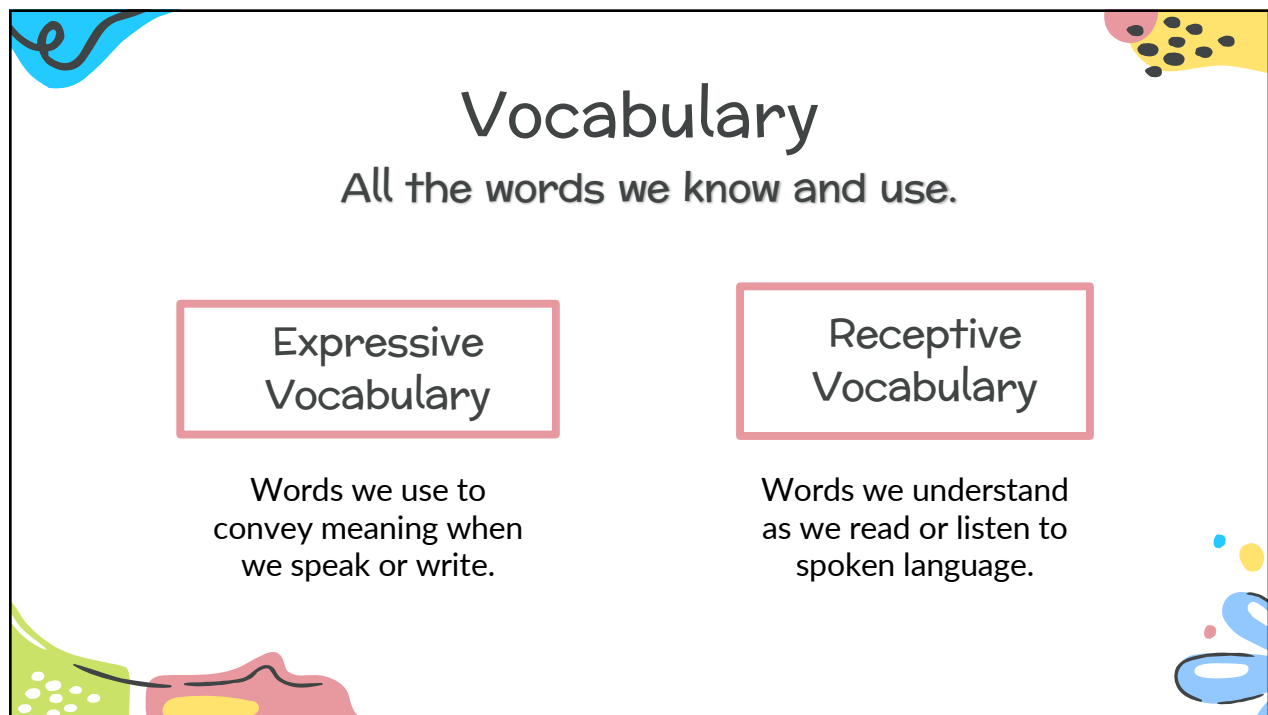 Vocabulary
All the words we know and use.
Expressive
Vocabulary
Words we use to
convey meaning when
we speak or write.
Receptive
Vocabulary
Words we understand
as we read or listen to
spoken language.